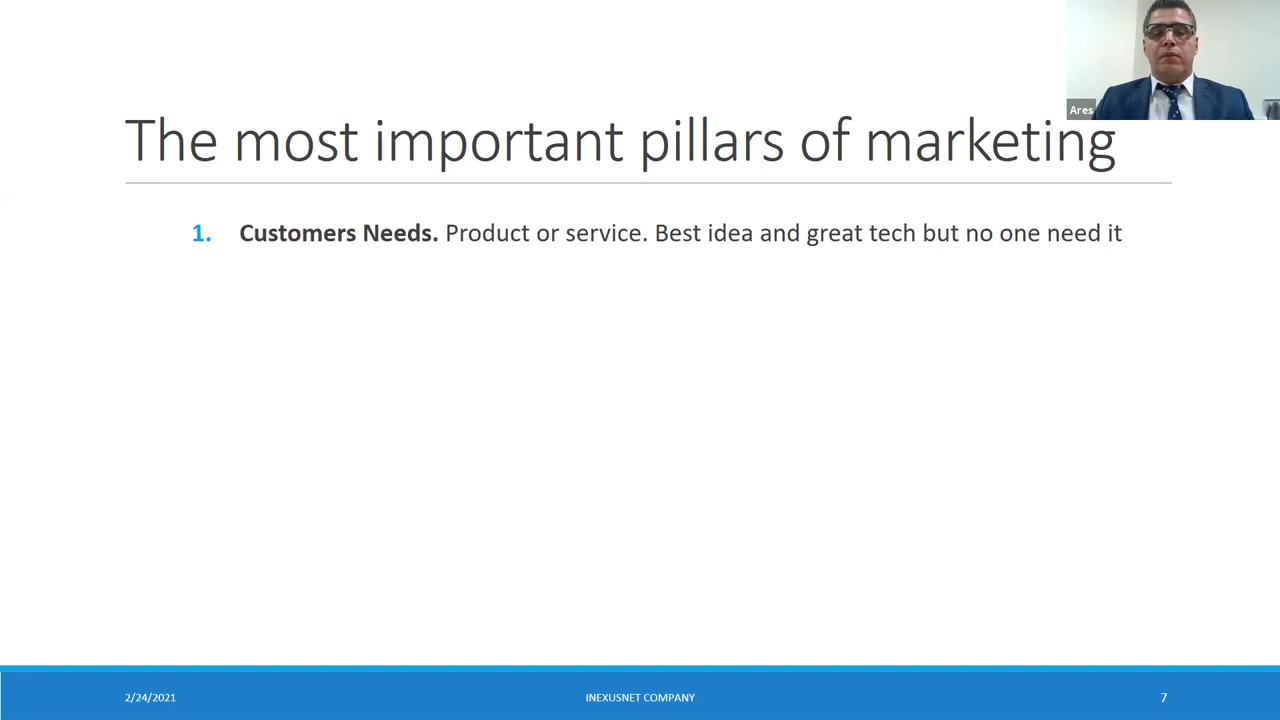 Ares
The most important pillars of marketing
1. Customers Needs. Product or service. Best idea and great tech but no one need it
2/24/2021
INEXUSNET COMPANY
7